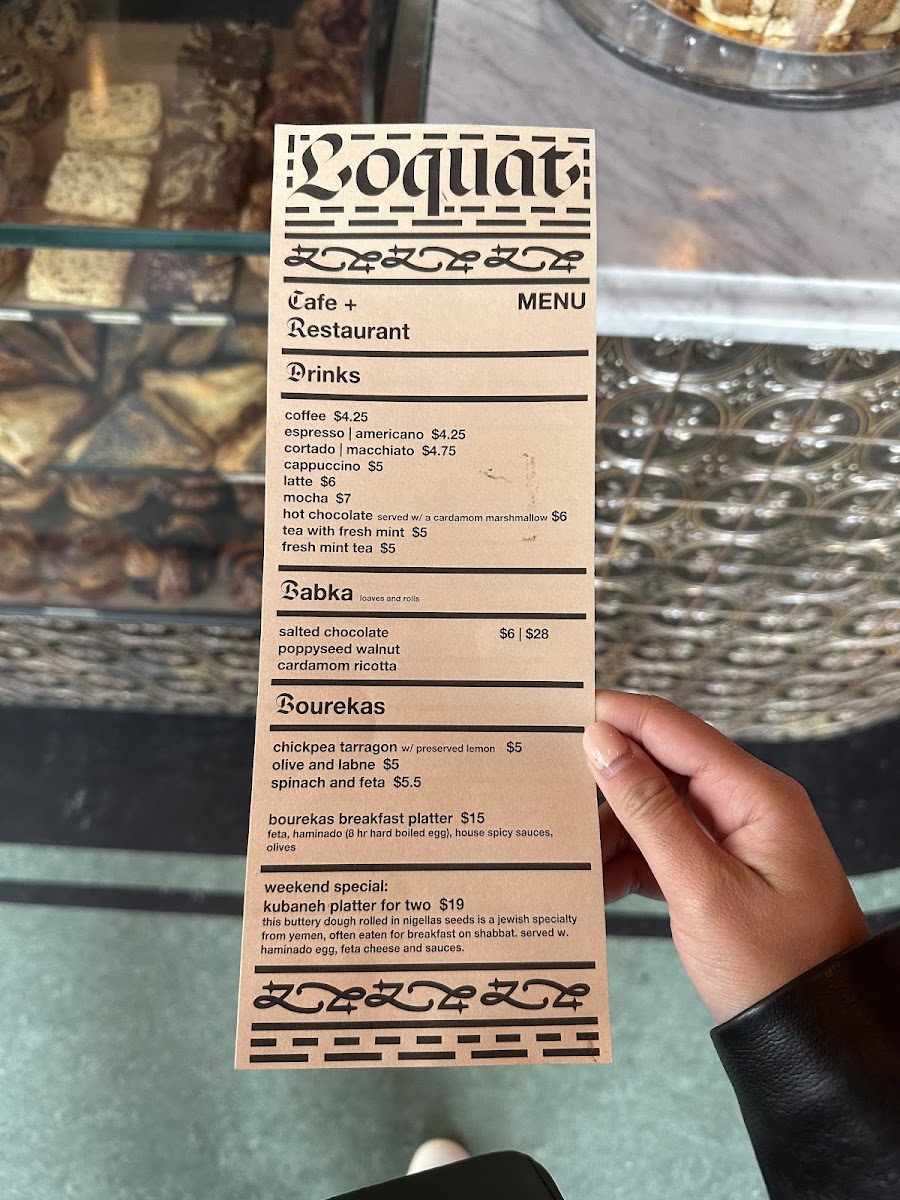 Loquat
Cafe + MENU
Restaurant
Drinks
coffee $4.25
espresso | americano $4.25
cortado | macchiato $4.75
cappuccino $5
latte $6
mocha $7
hot chocolate served w/ a cardamom marshmallow $6
tea with fresh mint $5
fresh mint tea $5
Babka loaves and rolls
salted chocolate $6 | $28
poppyseed walnut
cardamom ricotta
Bourekas
chickpea tarragon w/ preserved lemon $5
olive and labne $5
spinach and feta $5.5
bourekas breakfast platter $15
feta, haminado (8 hr hard boiled egg), house spicy sauces,
olives
weekend special:
kubaneh platter for two $19
this buttery dough rolled in nigellas seeds is a jewish specialty
from yemen, often eaten for breakfast on shabbat. served w.
haminado egg, feta cheese and sauces.